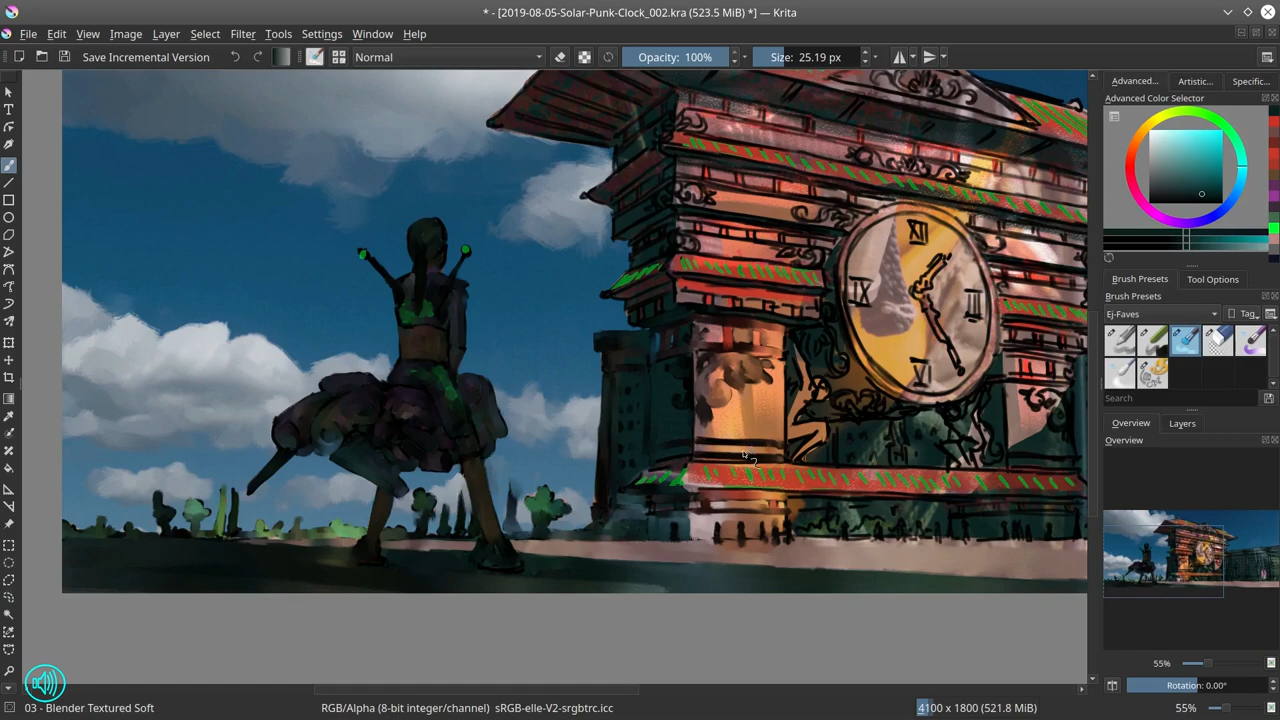 * - [2019-08-05-Solar-Punk-Clock_002.kra (523.5 MiB) *] — Krita
File Edit View Image Layer Select Filter Tools Settings Window Help
Save Incremental Version Normal Opacity: 100% Size: 25.19 px
Advanced... Artistic... Specific...
Advanced Color Selector
XII
IX III
VI
Brush Presets Tool Options
Brush Presets
Ej-Faves Tag
Search
Overview Layers
Overview
55%
Rotation: 0.00°
03 - Blender Textured Soft RGB/Alpha (8-bit integer/channel) sRGB-elle-V2-srgbtrc.icc 4100 x 1800 (521.8 MiB) 55%